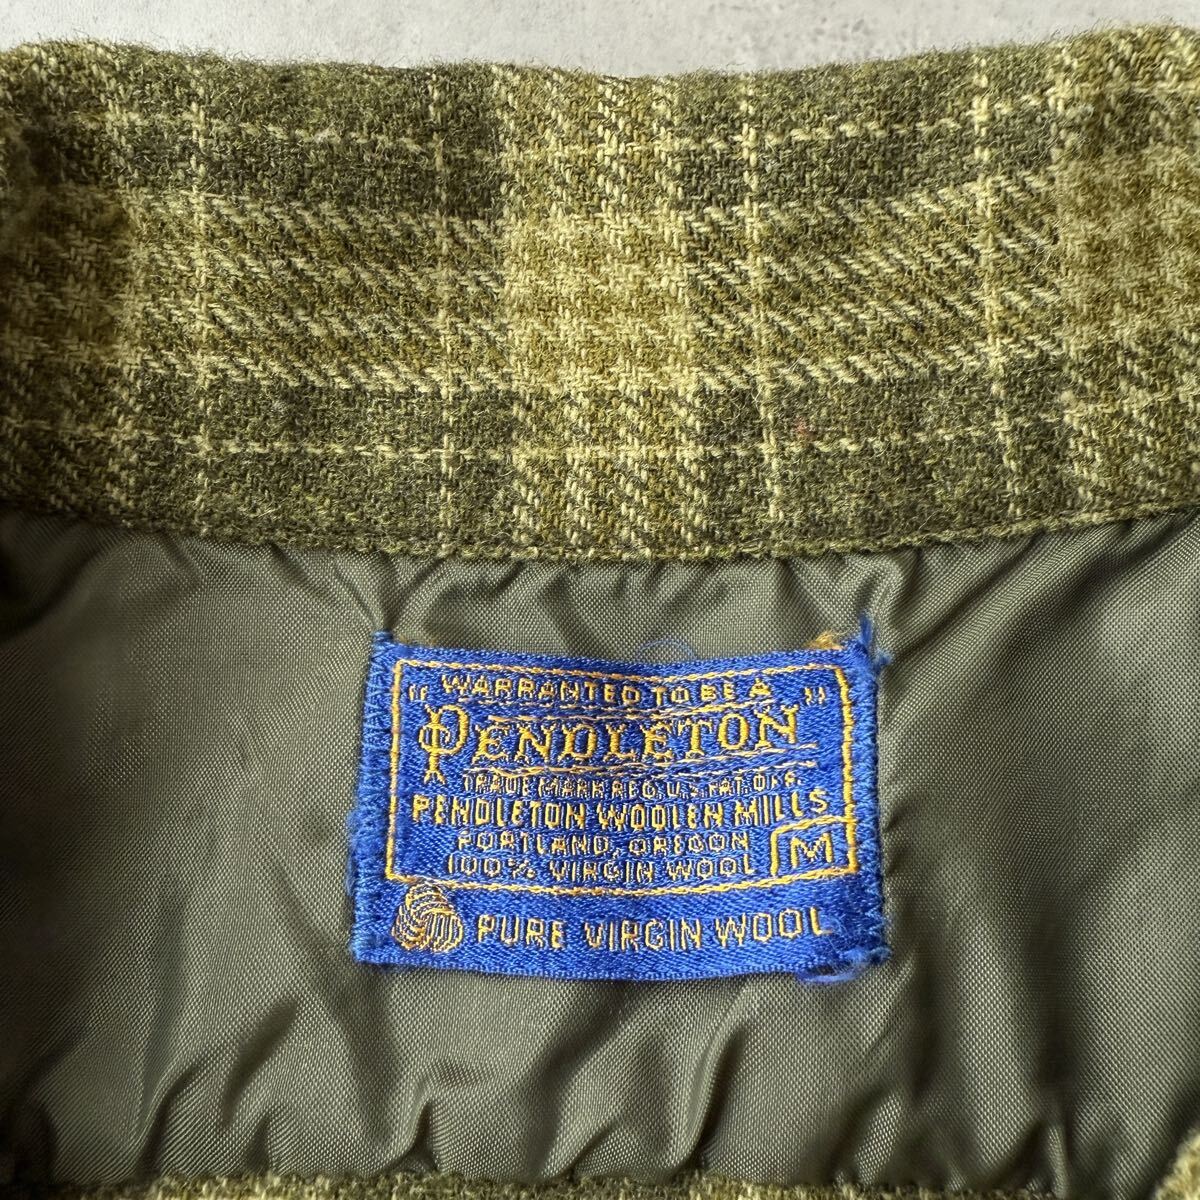 WARRANTED TO BE A
"PENDLETON"
TRADE MARK REG. U.S. PAT. OFF.
PENDLETON WOOLEN MILLS
PORTLAND, OREGON
100% VIRGIN WOOL
M
PURE VIRGIN WOOL